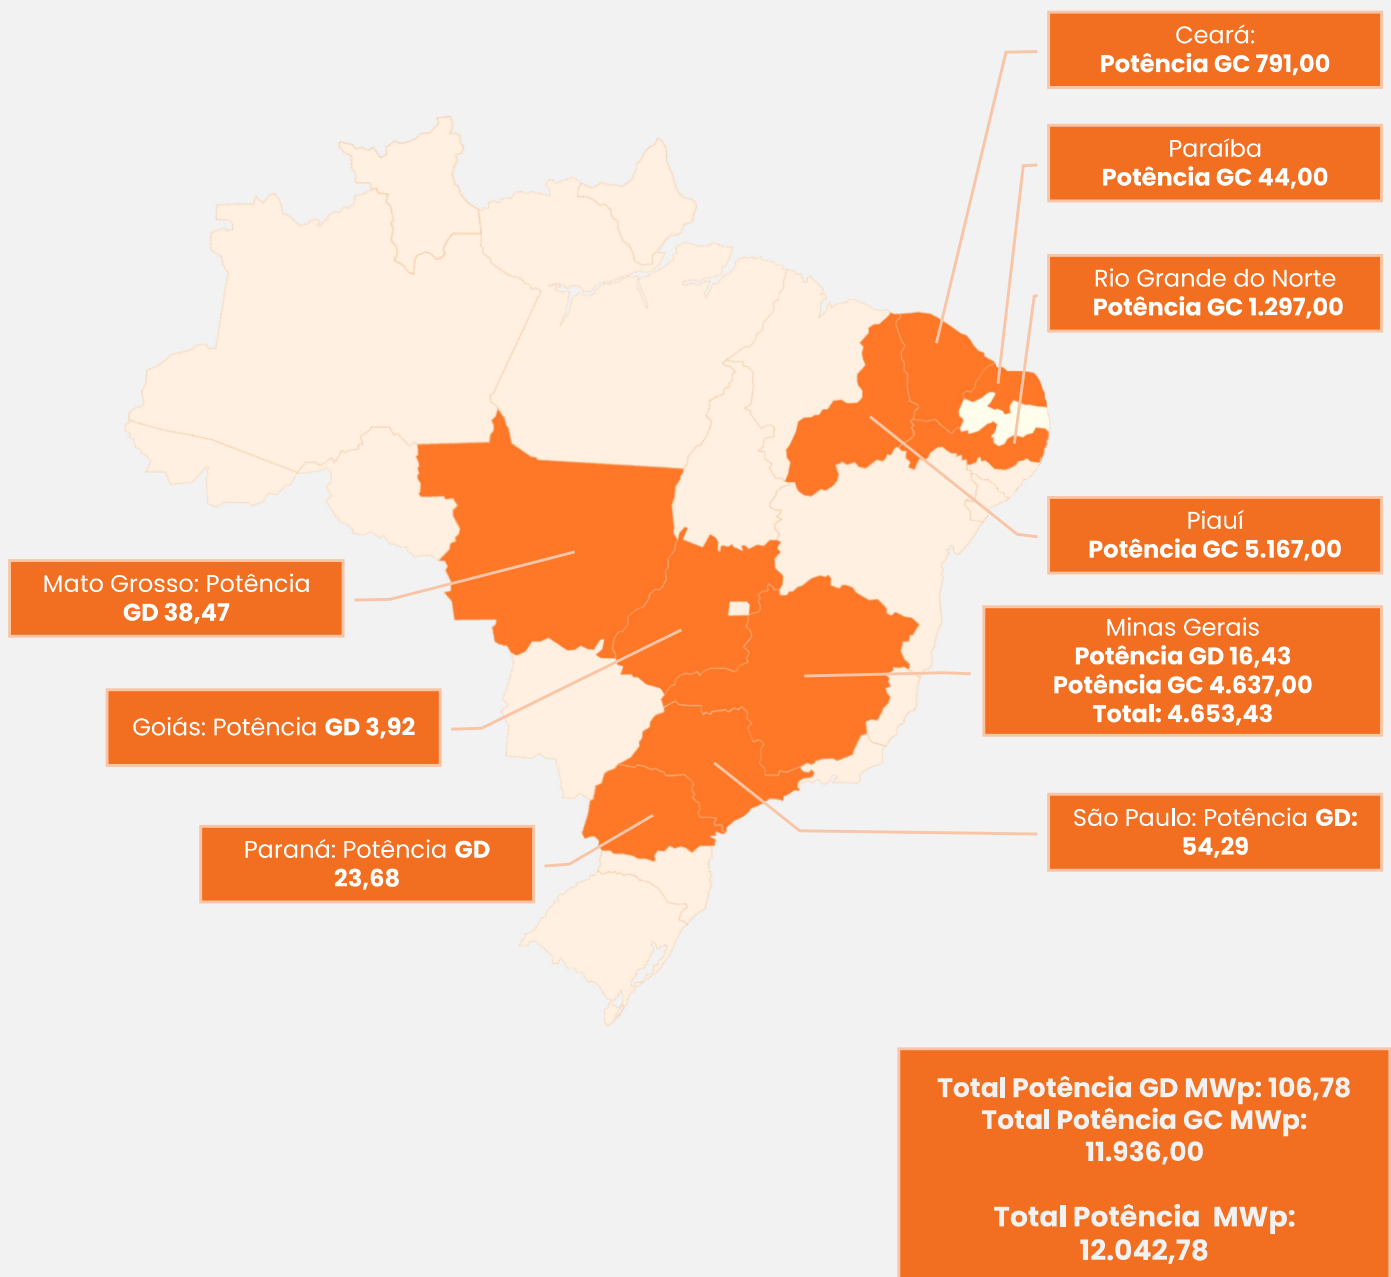 Ceará:
Potência GC 791,00
Paraíba
Potência GC 44,00
Rio Grande do Norte
Potência GC 1.297,00
Piauí
Potência GC 5.167,00
Mato Grosso: Potência
GD 38,47
Minas Gerais
Potência GD 16,43
Potência GC 4.637,00
Total: 4.653,43
Goiás: Potência GD 3,92
São Paulo: Potência GD:
54,29
Paraná: Potência GD
23,68
Total Potência GD MWp: 106,78
Total Potência GC MWp:
11.936,00
Total Potência MWp:
12.042,78